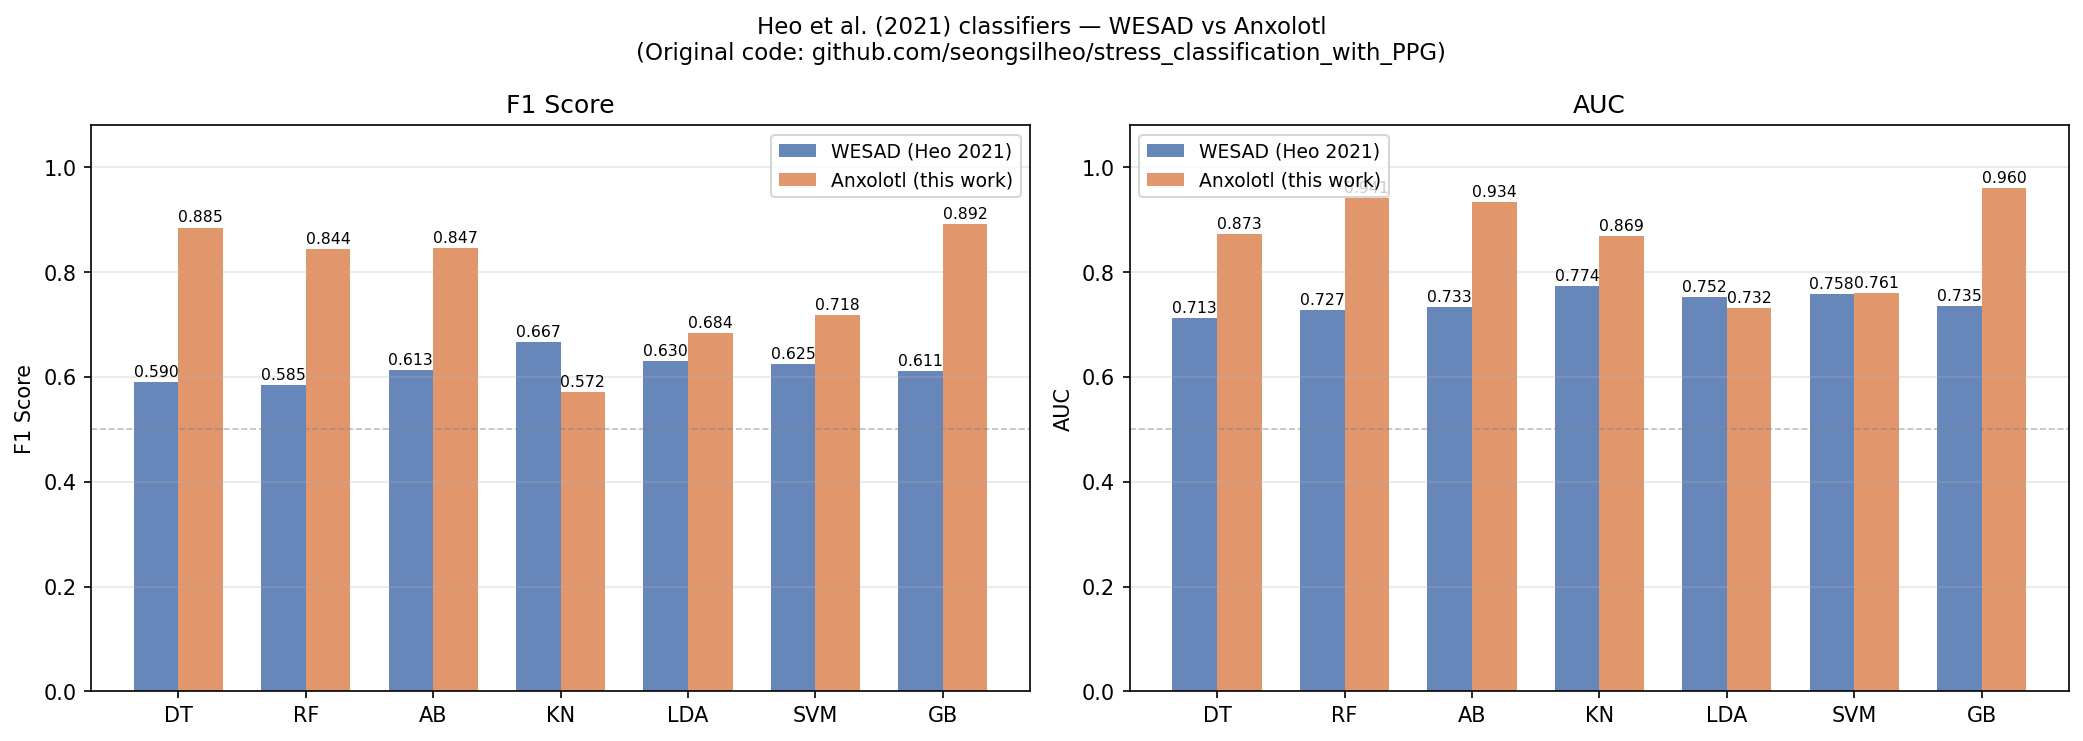 Heo et al. (2021) classifiers — WESAD vs Anxolotl
(Original code: github.com/seongsilheo/stress_classification_with_PPG)
F1 Score
WESAD (Heo 2021)
Anxolotl (this work)
F1 Score
1.0
0.8
0.6
0.4
0.2
0.0
0.590
0.885
0.585
0.844
0.613
0.847
0.667
0.572
0.630
0.684
0.625
0.718
0.611
0.892
DT
RF
AB
KN
LDA
SVM
GB
AUC
WESAD (Heo 2021)
Anxolotl (this work)
AUC
1.0
0.8
0.6
0.4
0.2
0.0
0.713
0.873
0.727
0.941
0.733
0.934
0.774
0.869
0.752
0.732
0.758
0.761
0.735
0.960
DT
RF
AB
KN
LDA
SVM
GB